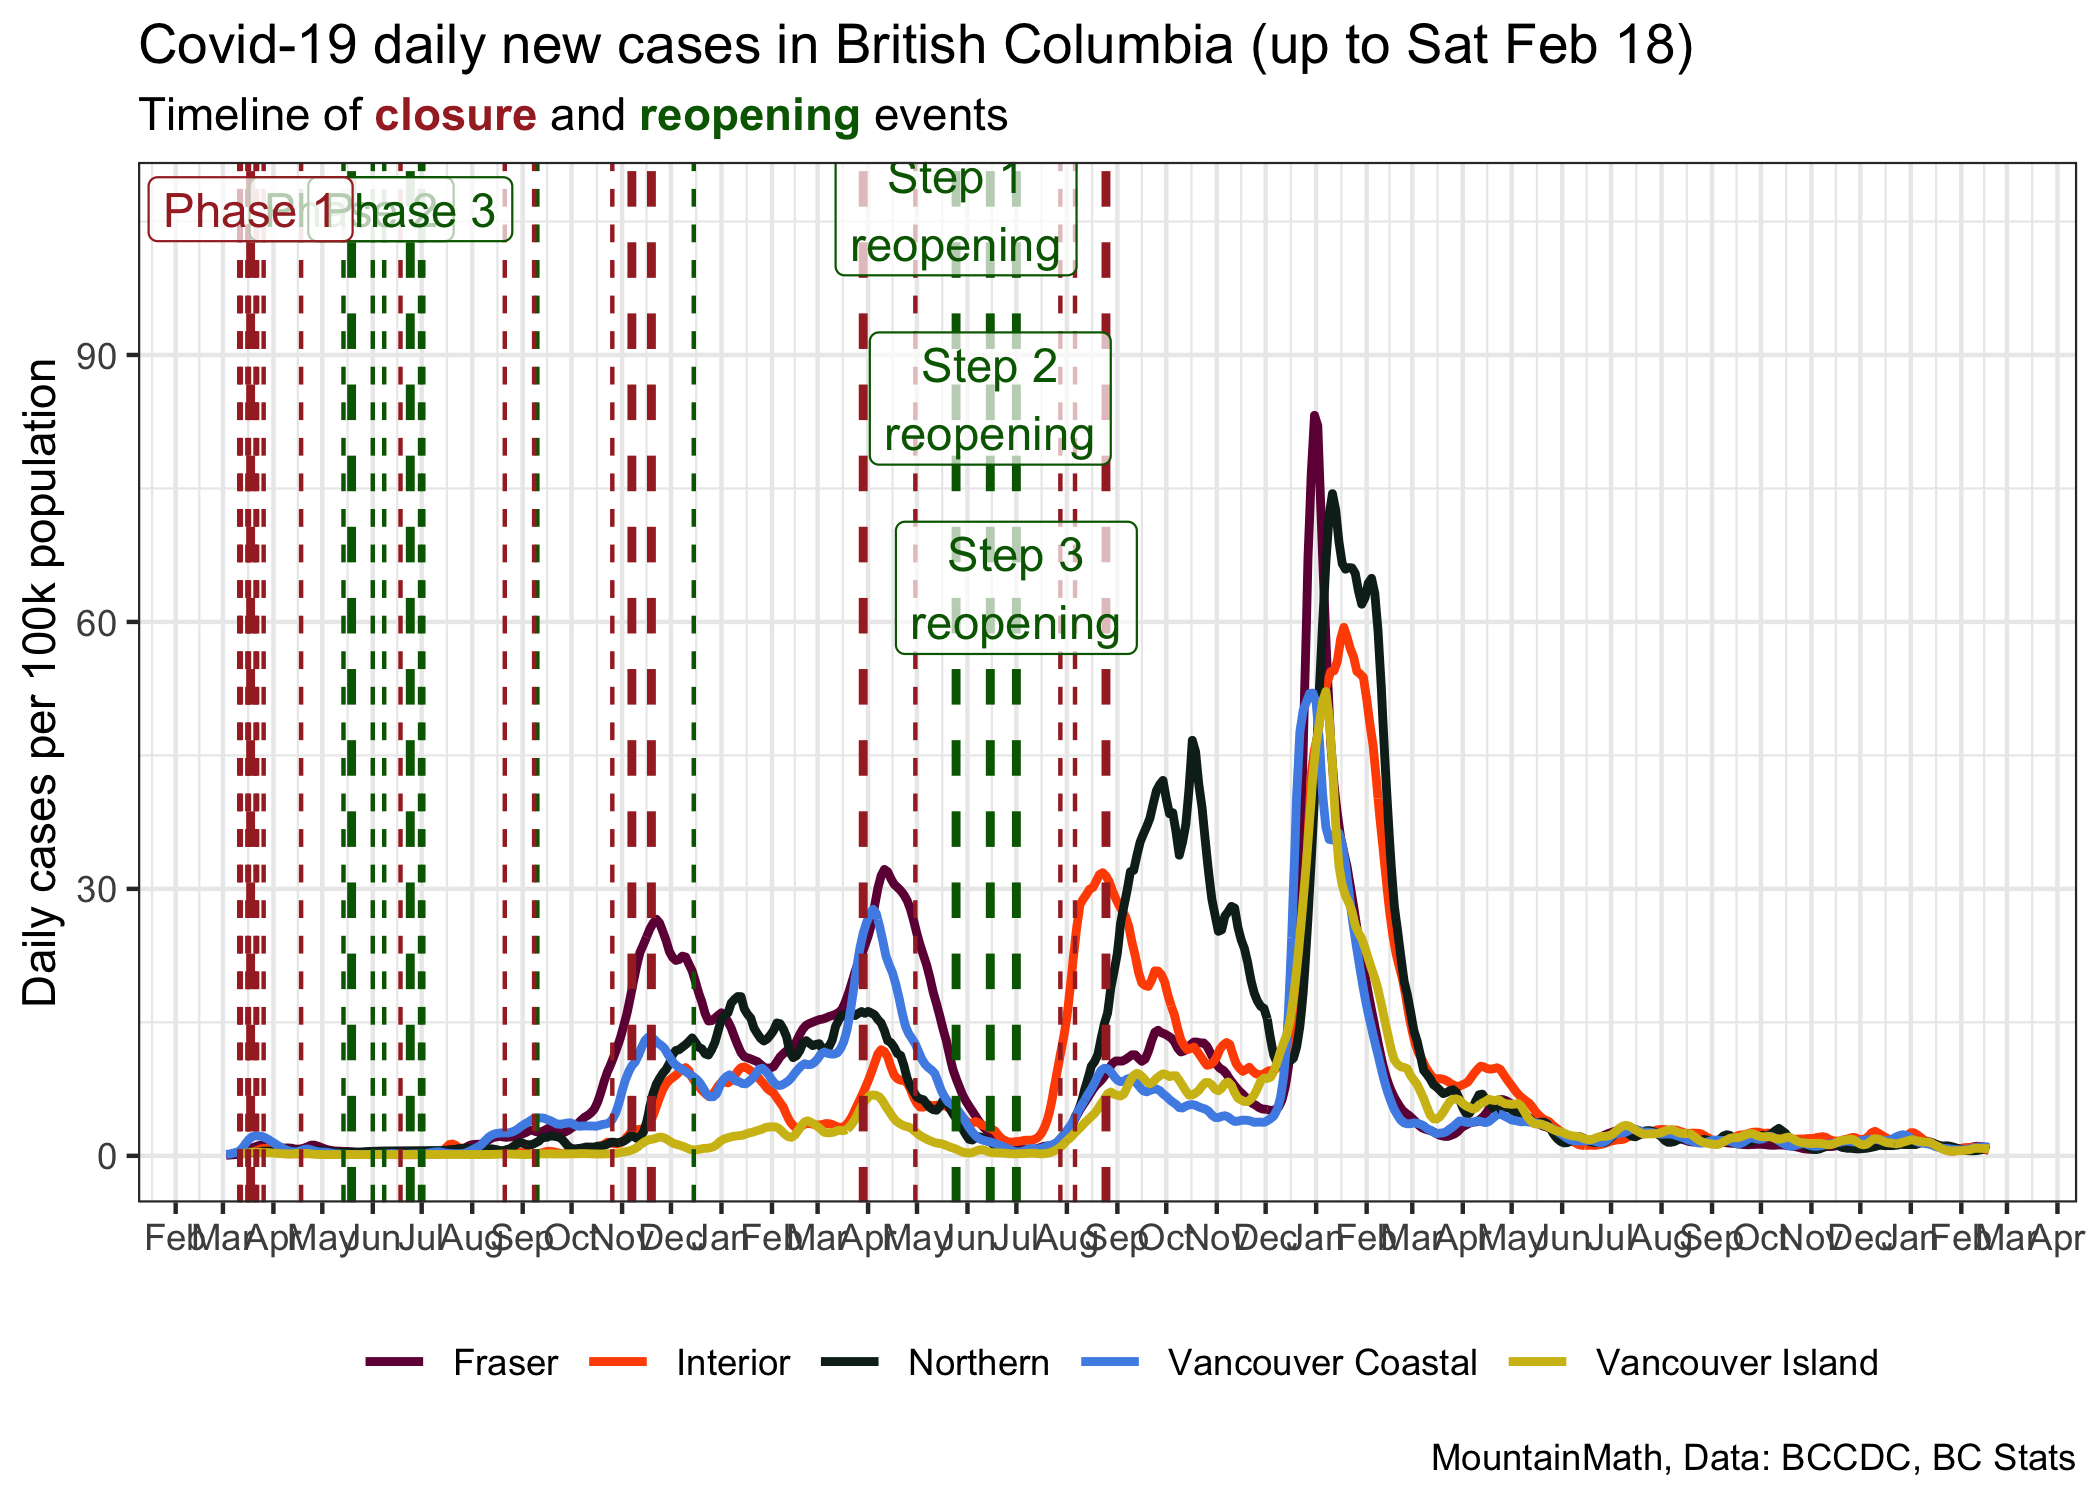 Covid-19 daily new cases in British Columbia (up to Sat Feb 18)
Timeline of closure and reopening events
Phase 1 Phase 2 Phase 3
Step 1
reopening
Step 2
reopening
Step 3
reopening
Daily cases per 100k population
90
60
30
0
Feb Mar Apr May Jun Jul Aug Sep Oct Nov Dec Jan Feb Mar Apr May Jun Jul Aug Sep Oct Nov Dec Jan Feb Mar Apr May Jun Jul Aug Sep Oct Nov Dec Jan Feb Mar Apr
Fraser Interior Northern Vancouver Coastal Vancouver Island
MountainMath, Data: BCCDC, BC Stats